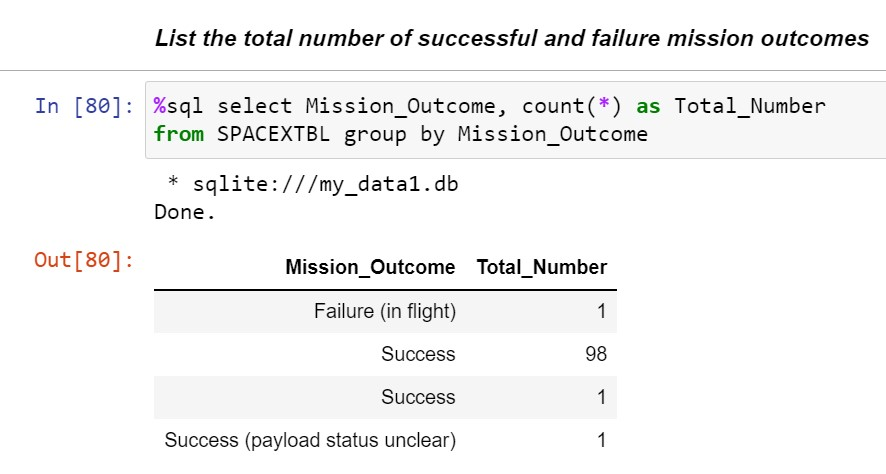 List the total number of successful and failure mission outcomes
In [80]: %sql select Mission_Outcome, count(*) as Total_Number
from SPACEXTBL group by Mission_Outcome
* sqlite:///my_data1.db
Done.
Out[80]:
Mission_Outcome Total_Number
Failure (in flight) 1
Success 98
Success 1
Success (payload status unclear) 1